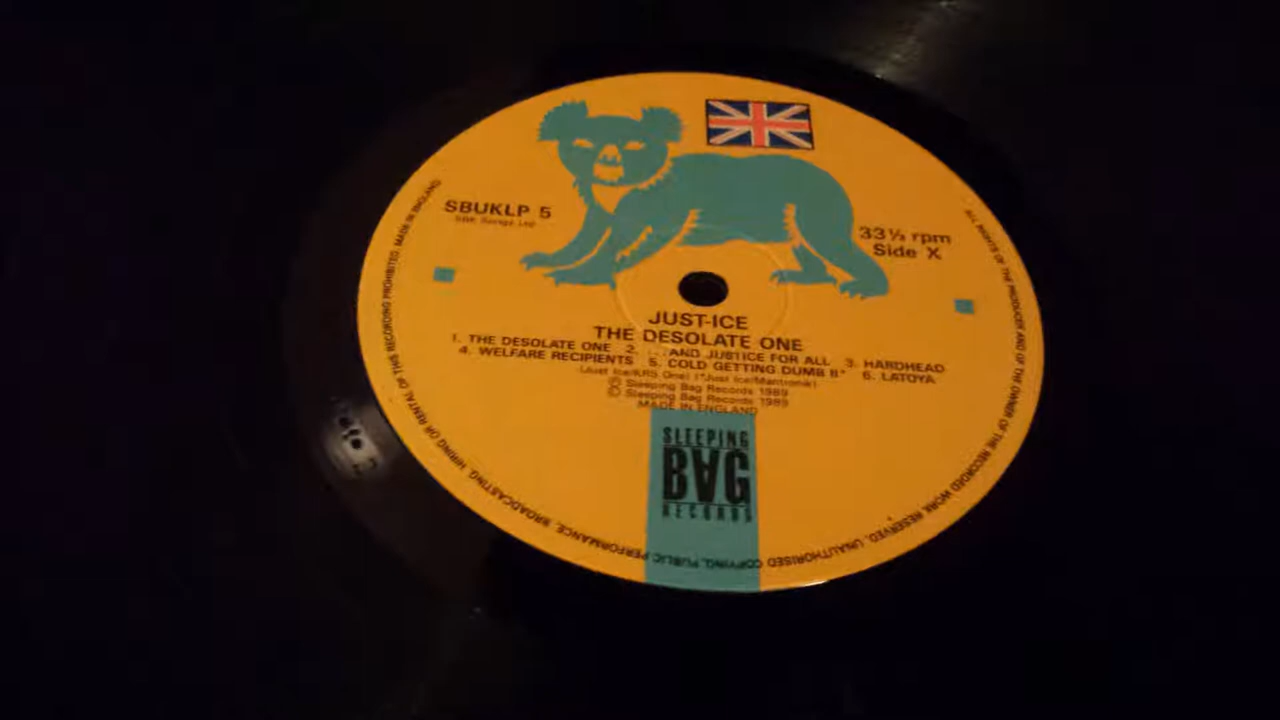 SBUKLP 5
SBK Songs Ltd
33⅓ rpm
Side X
JUST-ICE
THE DESOLATE ONE
1. THE DESOLATE ONE 2. ...AND JUSTICE FOR ALL 3. HARDHEAD
4. WELFARE RECIPIENTS 5. COLD GETTING DUMB II* 6. LATOYA
(Just Ice/KRS One) (*Just Ice/Mantronik)
Ⓟ Sleeping Bag Records 1989
© Sleeping Bag Records 1989
MADE IN ENGLAND
SLEEPING
BAG
RECORDS
OF THE PRODUCER AND OF THE OWNER OF THE RECORDED WORK RESERVED. UNAUTHORISED COPYING, PUBLIC PERFORMANCE, BROADCASTING, HIRING OR RENTAL OF THIS RECORDING PROHIBITED. MADE IN ENGLAND